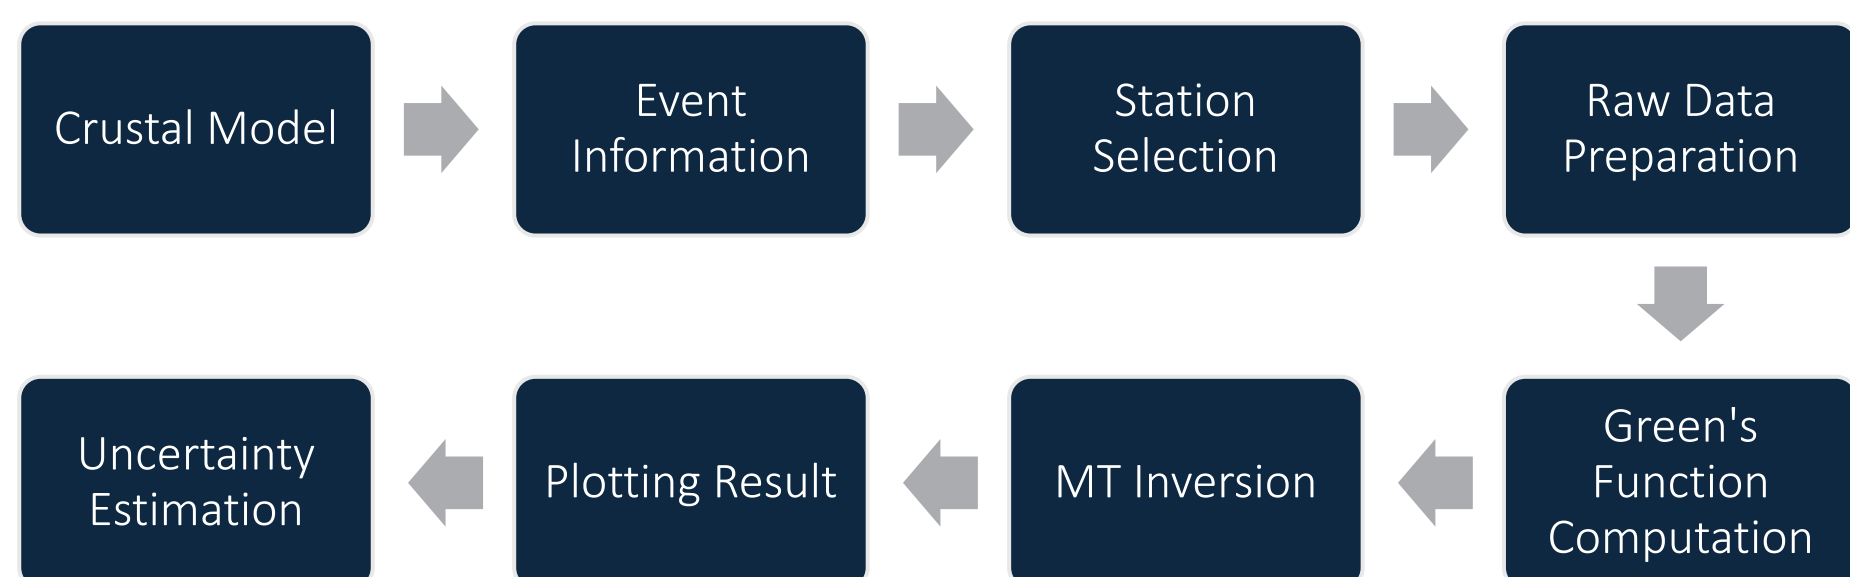 Crustal Model
Event
Information
Station
Selection
Raw Data
Preparation
Green's
Function
Computation
MT Inversion
Plotting Result
Uncertainty
Estimation